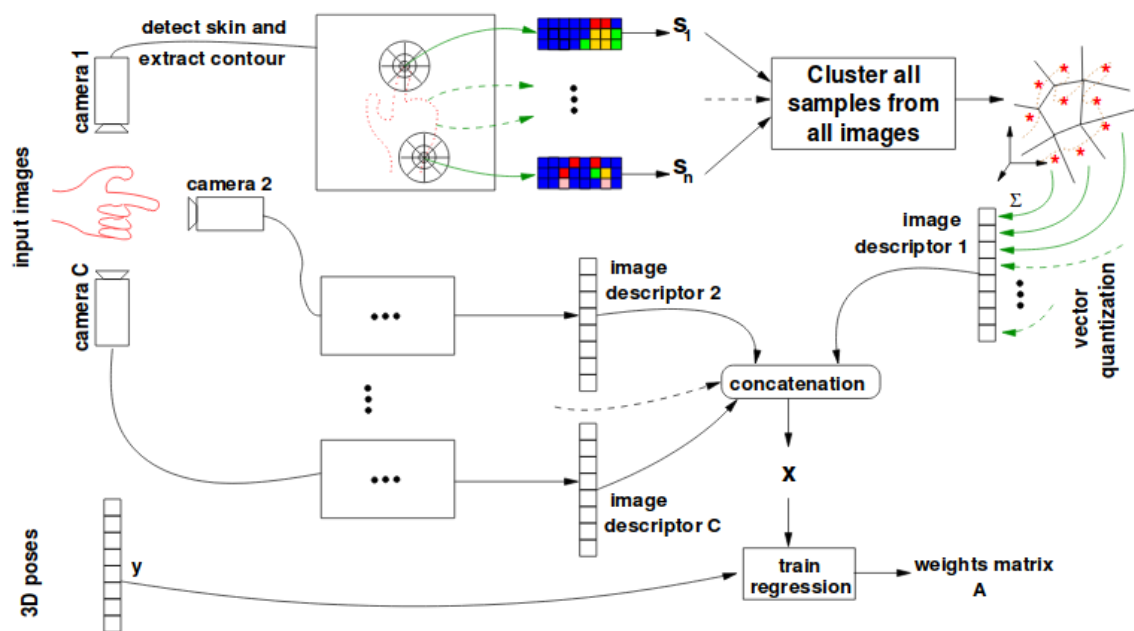 camera 1
detect skin and
extract contour
S1
Sn
Cluster all
samples from
all images
input images
camera 2
camera C
Σ
image
descriptor 1
vector
quantization
image
descriptor 2
concatenation
X
image
descriptor C
3D poses
y
train
regression
weights matrix
A